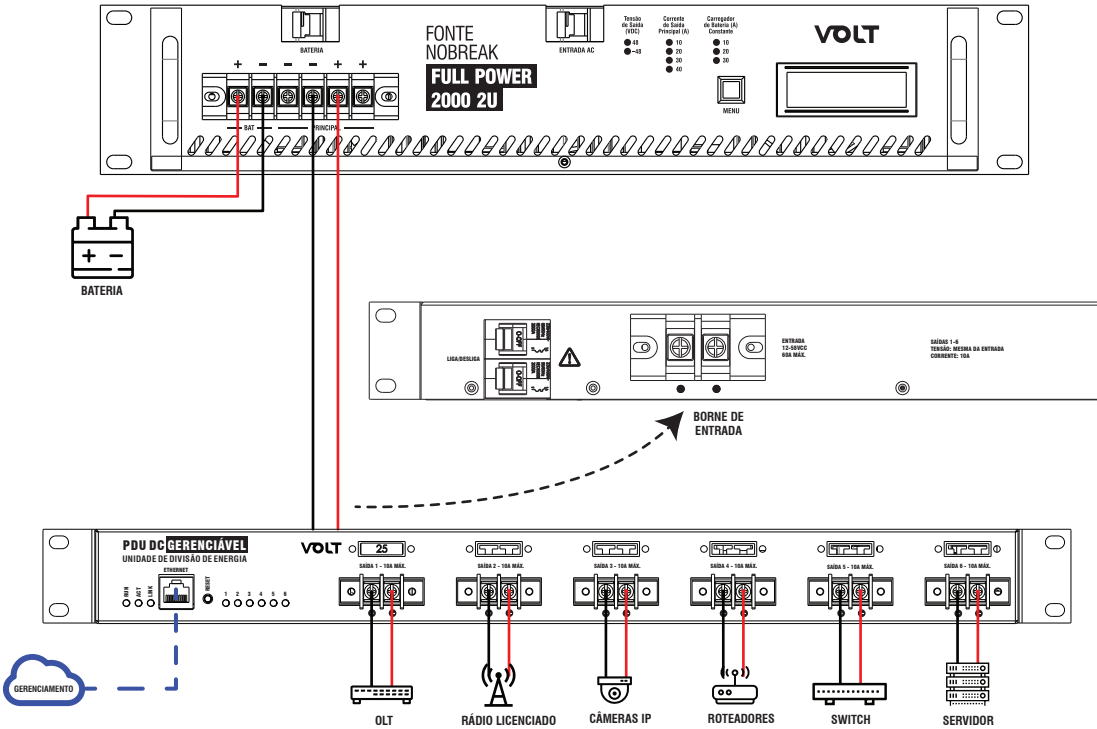 BATERIA
+ − − − + +
BAT
PRINCIPAL
FONTE
NOBREAK
FULL POWER
2000 2U
ENTRADA AC
Tensão
de Saída
(VDC)
48
-48
Corrente
de Saída
Principal (A)
10
20
30
40
Carregador
de Bateria (A)
Constante
10
20
30
MENU
VOLT
+ −
BATERIA
LIGA/DESLIGA
0-OFF
0-OFF
ENTRADA
12-58VCC
60A MÁX.
SAÍDAS 1-6
TENSÃO: MESMA DA ENTRADA
CORRENTE: 10A
BORNE DE
ENTRADA
PDU DC GERENCIÁVEL
UNIDADE DE DIVISÃO DE ENERGIA
ETHERNET
RUN
ACT
LNK
RESET
1 2 3 4 5 6
VOLT
25
SAÍDA 1 - 10A MÁX.
SAÍDA 2 - 10A MÁX.
SAÍDA 3 - 10A MÁX.
SAÍDA 4 - 10A MÁX.
SAÍDA 5 - 10A MÁX.
SAÍDA 6 - 10A MÁX.
GERENCIAMENTO
OLT
RÁDIO LICENCIADO
CÂMERAS IP
ROTEADORES
SWITCH
SERVIDOR